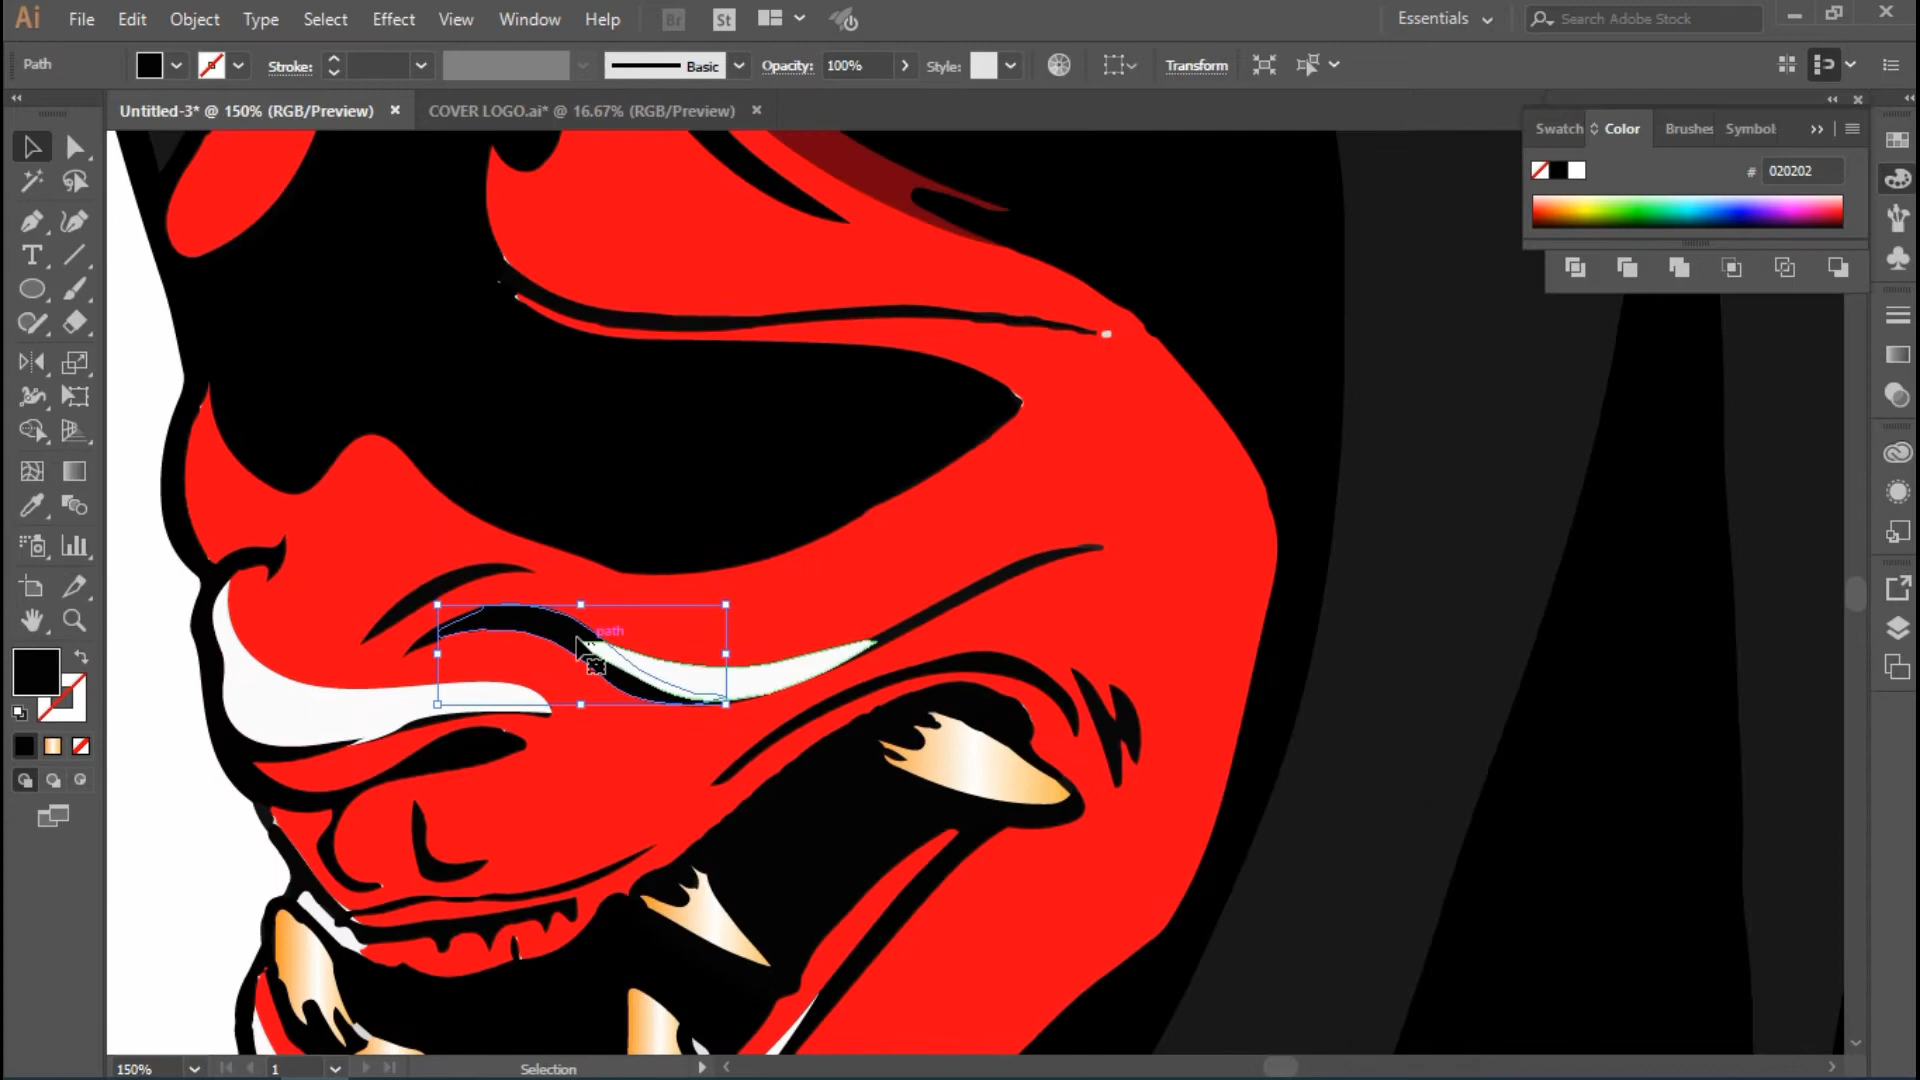 Ai File Edit Object Type Select Effect View Window Help Br St Essentials Search Adobe Stock
Path Stroke: Basic Opacity: 100% Style: Transform
Untitled-3* @ 150% (RGB/Preview) COVER LOGO.ai* @ 16.67% (RGB/Preview)
Swatch Color Brushes Symbol
# 020202
path
150% 1 Selection